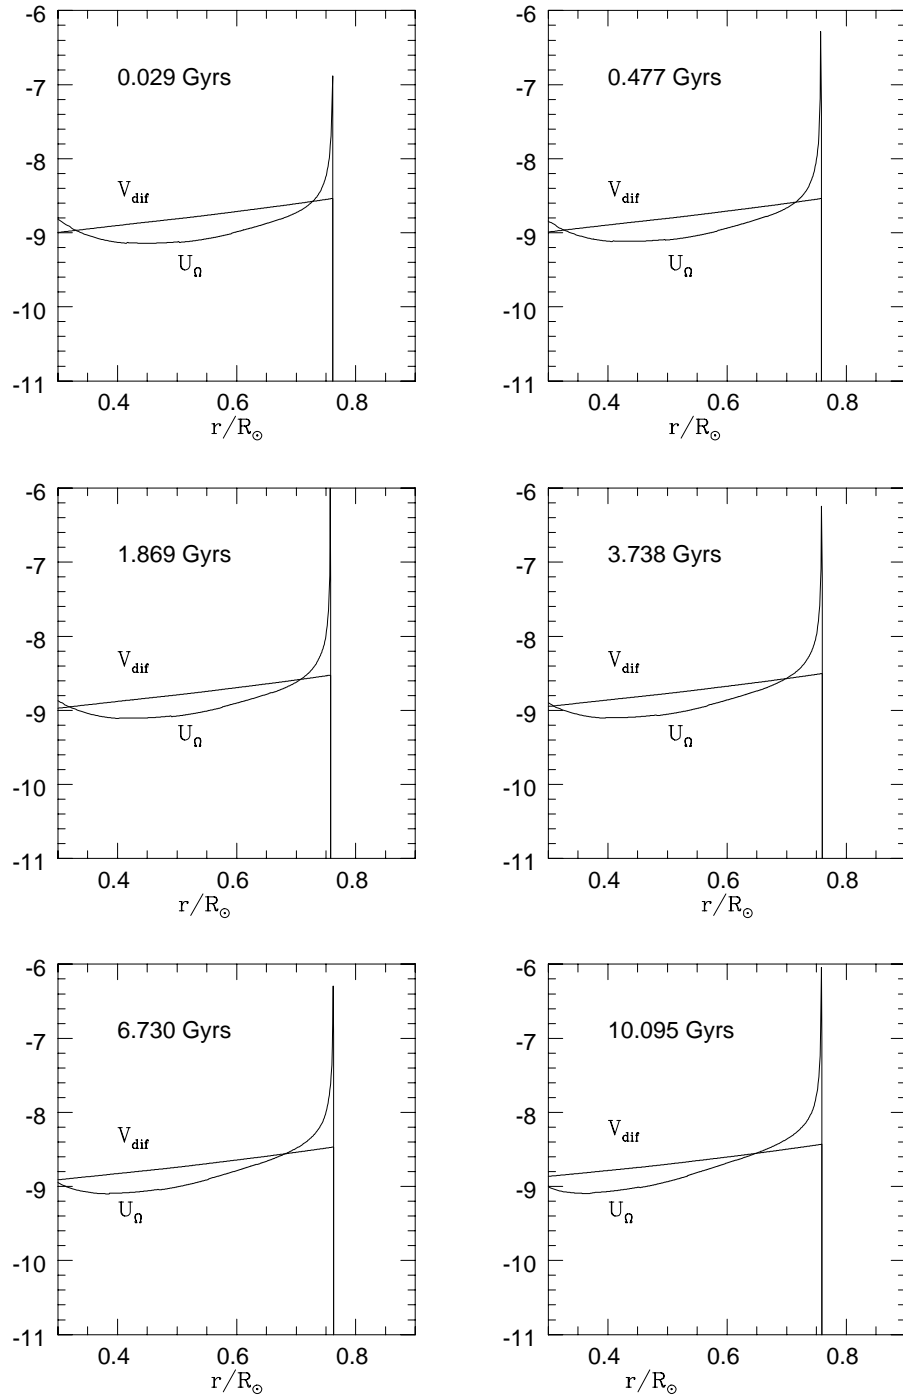 -6
-7
-8
-9
-10
-11
0.029 Gyrs
V_dif
U_Ω
0.4 0.6 0.8
r/R_⊙
-6
-7
-8
-9
-10
-11
0.477 Gyrs
V_dif
U_Ω
0.4 0.6 0.8
r/R_⊙
-6
-7
-8
-9
-10
-11
1.869 Gyrs
V_dif
U_Ω
0.4 0.6 0.8
r/R_⊙
-6
-7
-8
-9
-10
-11
3.738 Gyrs
V_dif
U_Ω
0.4 0.6 0.8
r/R_⊙
-6
-7
-8
-9
-10
-11
6.730 Gyrs
V_dif
U_Ω
0.4 0.6 0.8
r/R_⊙
-6
-7
-8
-9
-10
-11
10.095 Gyrs
V_dif
U_Ω
0.4 0.6 0.8
r/R_⊙